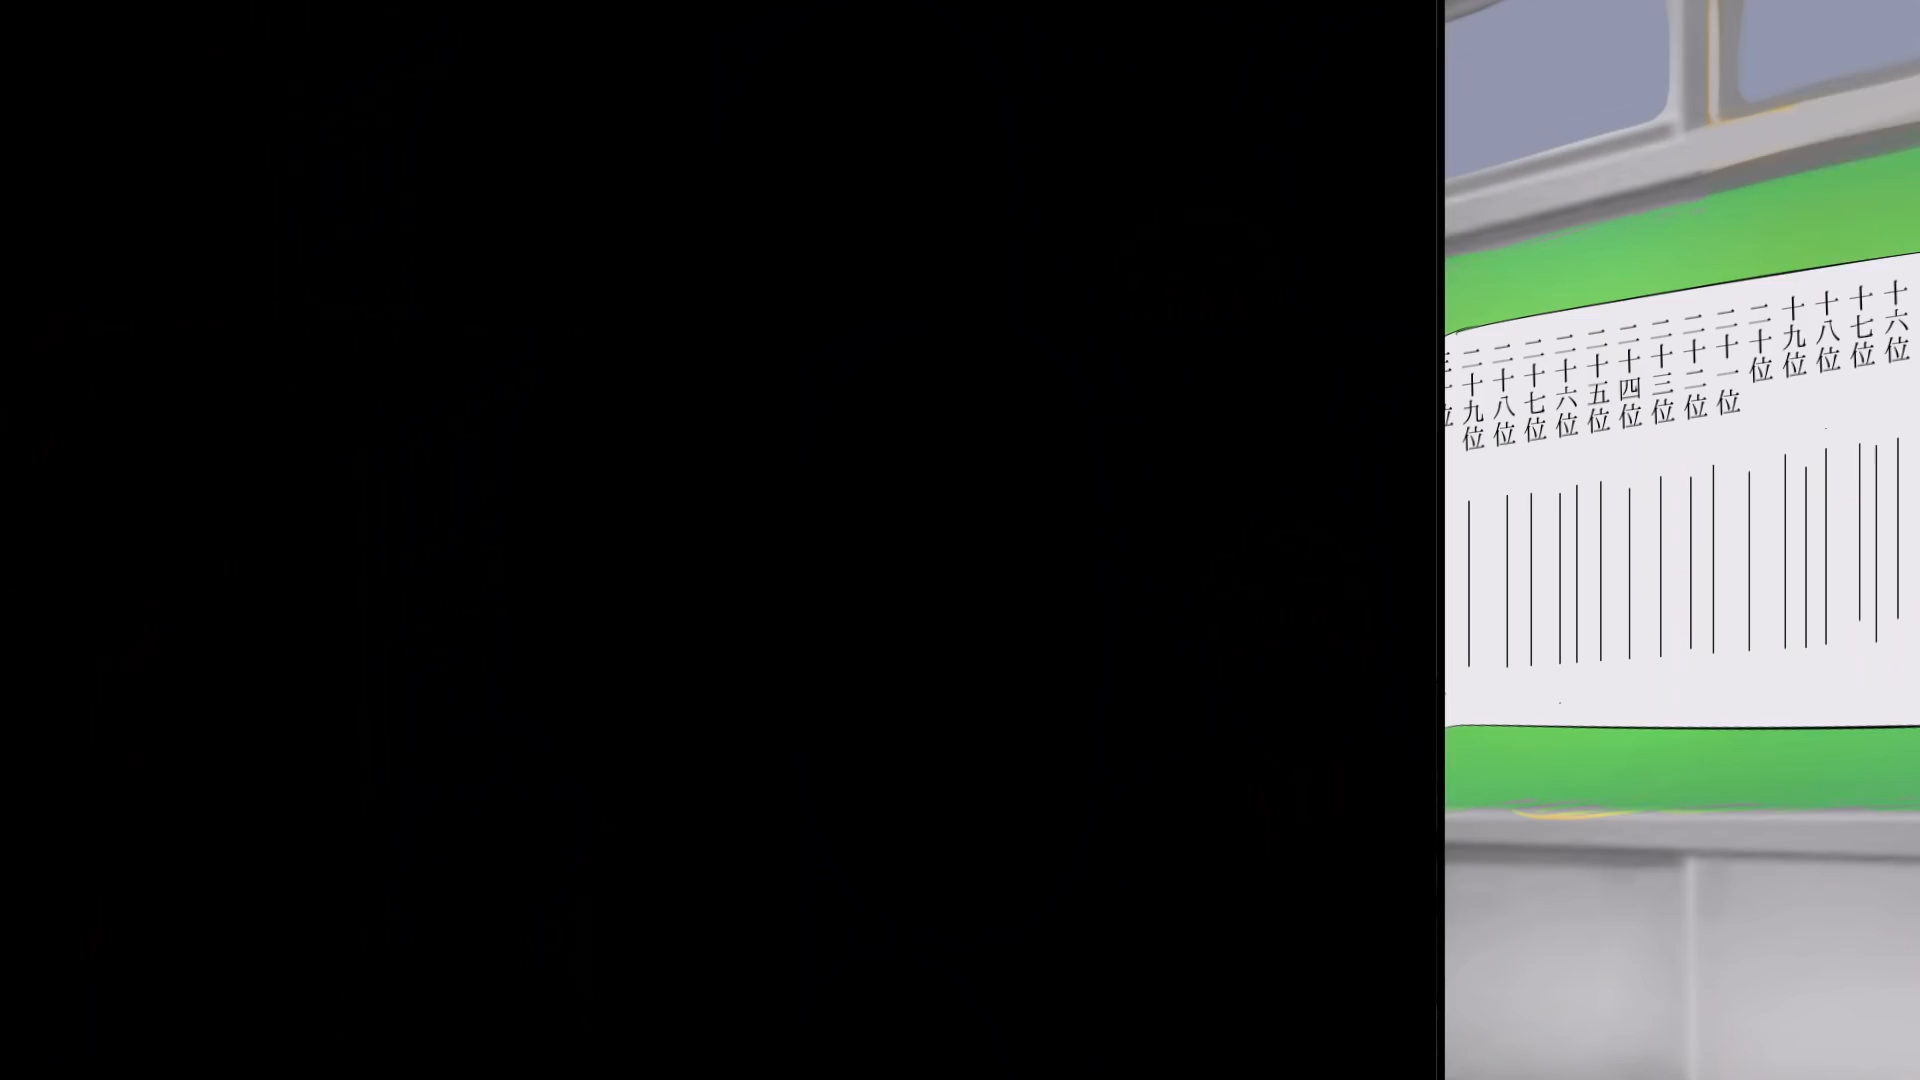 十六位
十七位
十八位
十九位
二十位
二十一位
二十二位
二十三位
二十四位
二十五位
二十六位
二十七位
二十八位
二十九位